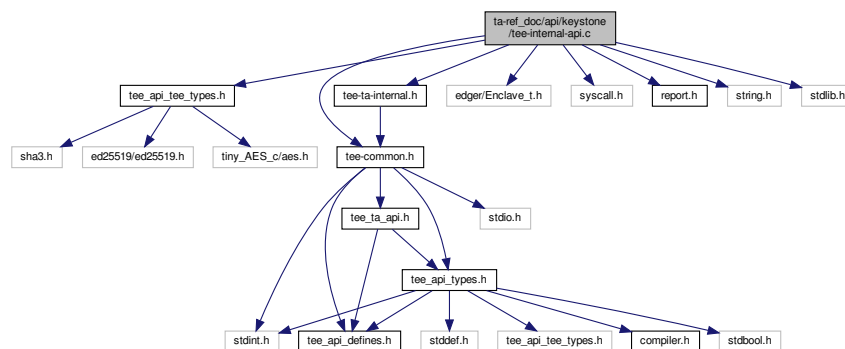 ta-ref_doc/api/keystone
/tee-internal-api.c
tee_api_tee_types.h
tee-ta-internal.h
edger/Enclave_t.h
syscall.h
report.h
string.h
stdlib.h
sha3.h
ed25519/ed25519.h
tiny_AES_c/aes.h
tee-common.h
tee_ta_api.h
stdio.h
tee_api_types.h
stdint.h
tee_api_defines.h
stddef.h
tee_api_tee_types.h
compiler.h
stdbool.h